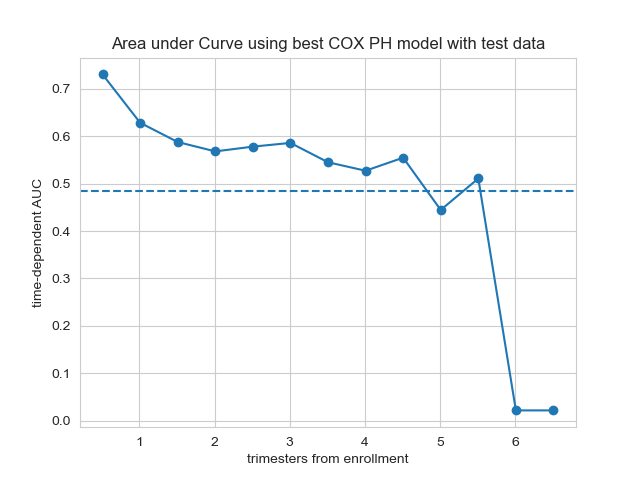 Area under Curve using best COX PH model with test data
time-dependent AUC
0.7
0.6
0.5
0.4
0.3
0.2
0.1
0.0
1 2 3 4 5 6
trimesters from enrollment